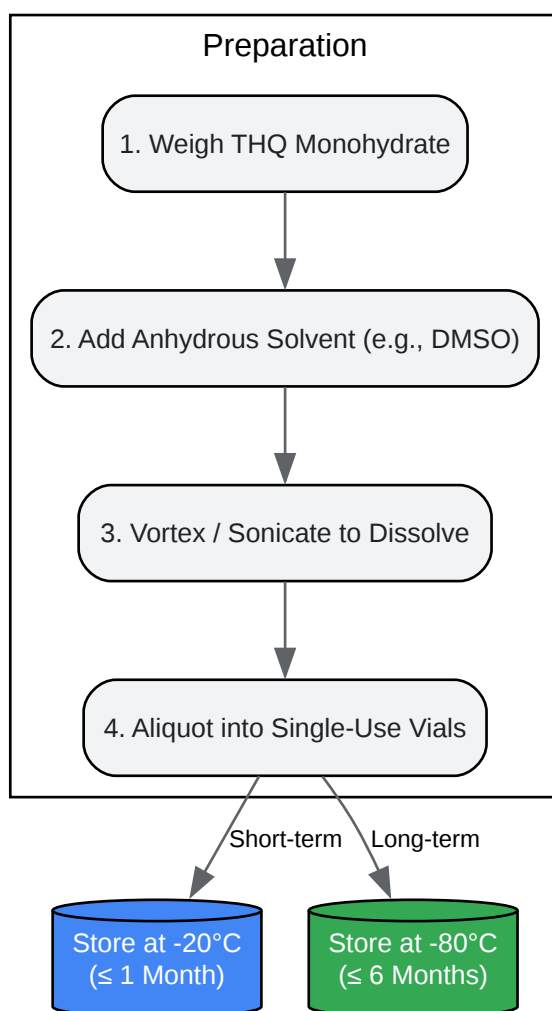 Preparation
1. Weigh THQ Monohydrate
2. Add Anhydrous Solvent (e.g., DMSO)
3. Vortex / Sonicate to Dissolve
4. Aliquot into Single-Use Vials
Short-term
Long-term
Store at -20°C
(≤ 1 Month)
Store at -80°C
(≤ 6 Months)